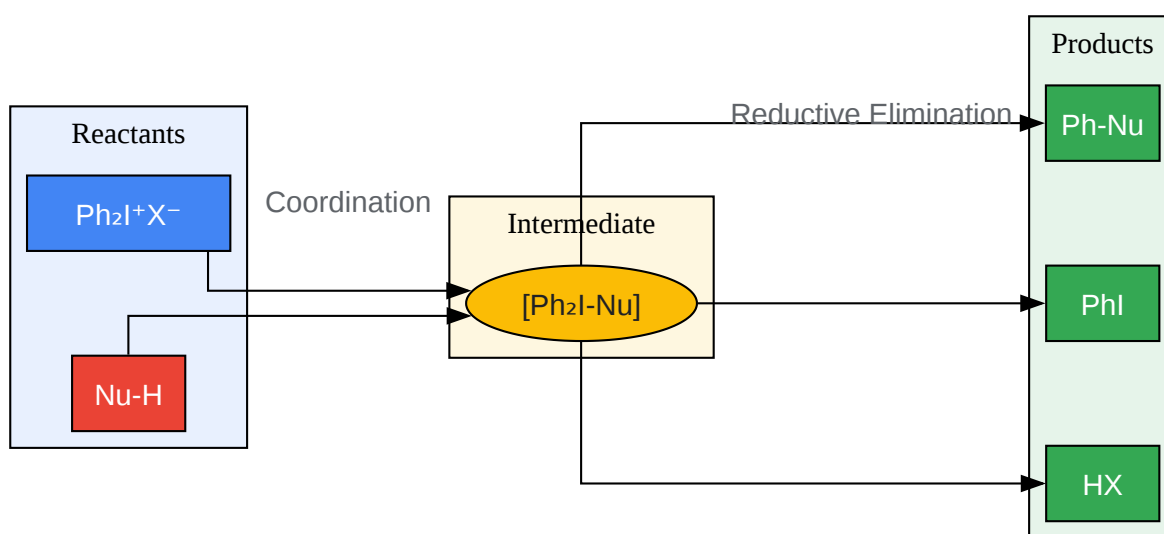 Reactants
Ph₂I⁺X⁻
Nu-H
Coordination
Intermediate
[Ph₂I-Nu]
Reductive Elimination
Products
Ph-Nu
PhI
HX